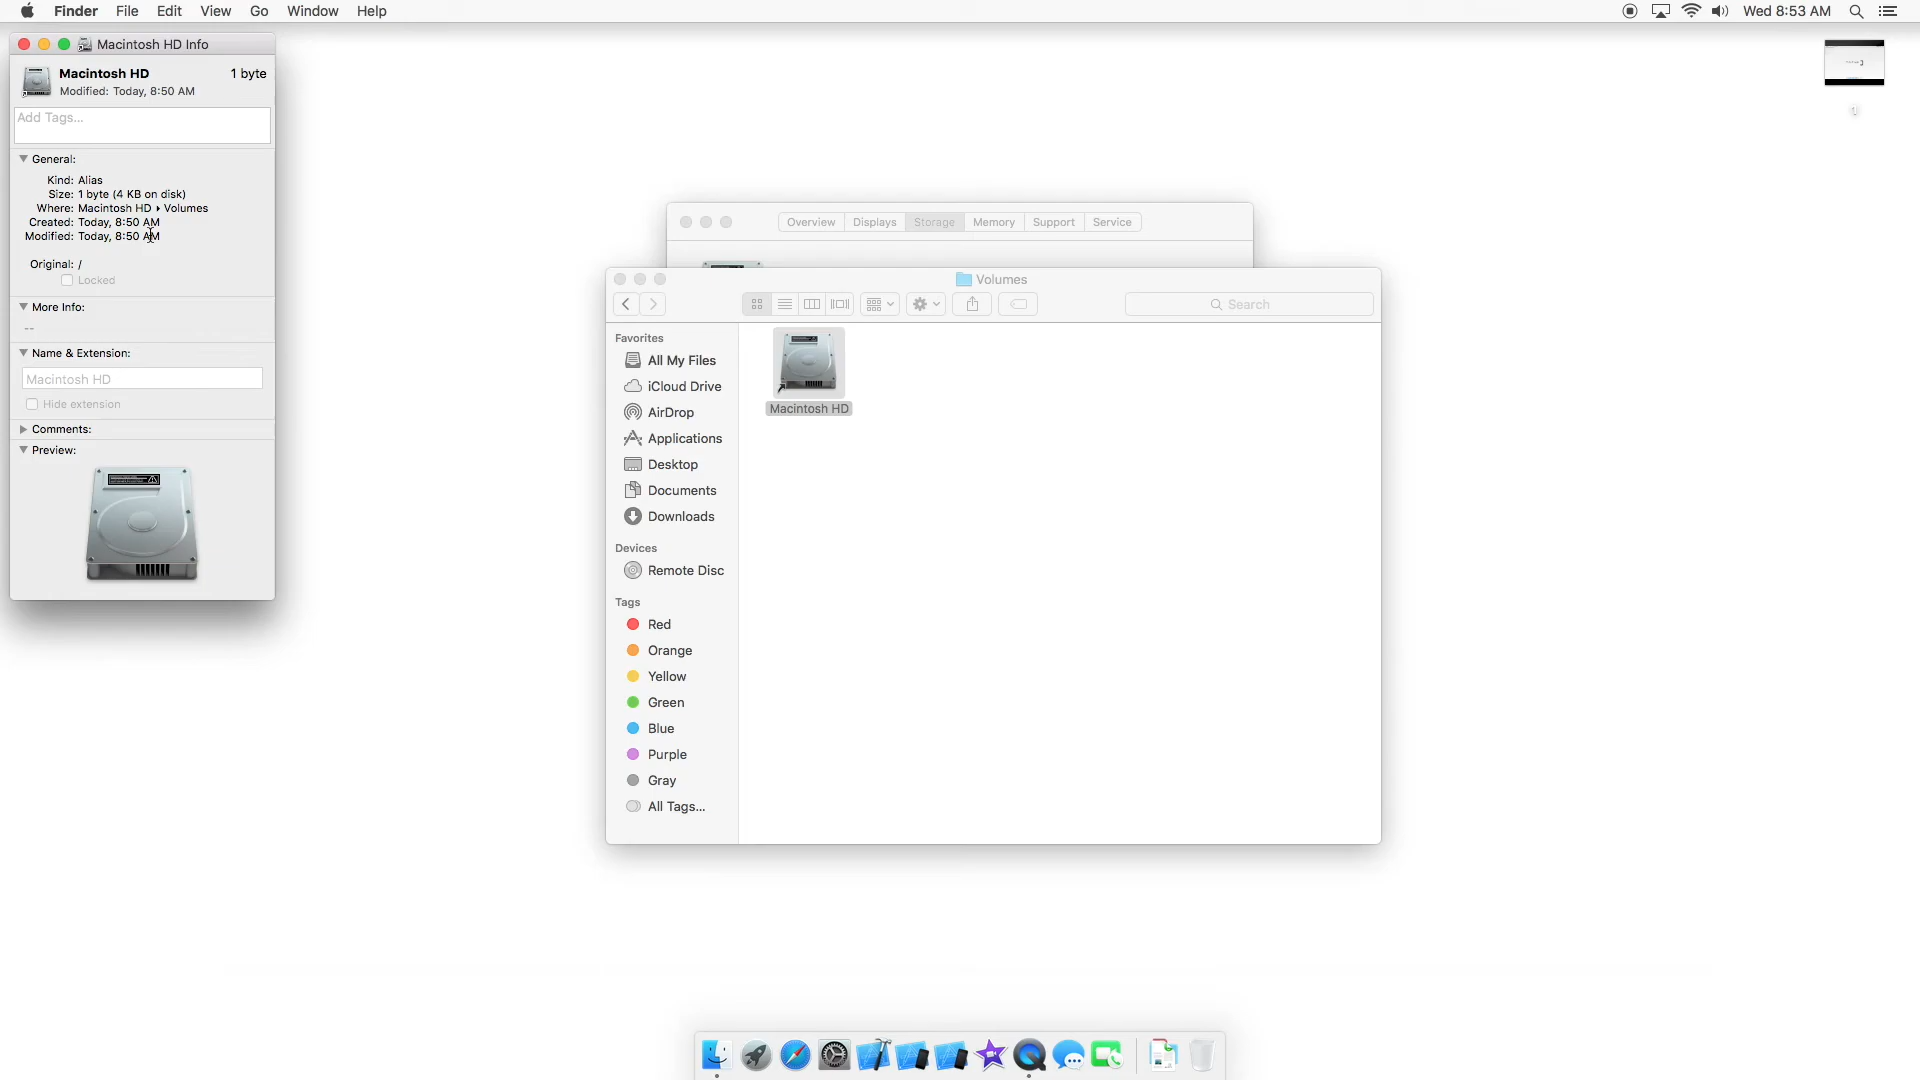 Finder File Edit View Go Window Help Wed 8:53 AM
Macintosh HD Info
Macintosh HD 1 byte
Modified: Today, 8:50 AM
Add Tags...
General:
Kind: Alias
Size: 1 byte (4 KB on disk)
Where: Macintosh HD ▸ Volumes
Created: Today, 8:50 AM
Modified: Today, 8:50 AM
Original: /
Locked
More Info:
--
Name & Extension:
Macintosh HD
Hide extension
Comments:
Preview:
1
Overview Displays Storage Memory Support Service
Volumes
Search
Favorites
All My Files
iCloud Drive
AirDrop
Applications
Desktop
Documents
Downloads
Devices
Remote Disc
Tags
Red
Orange
Yellow
Green
Blue
Purple
Gray
All Tags...
Macintosh HD